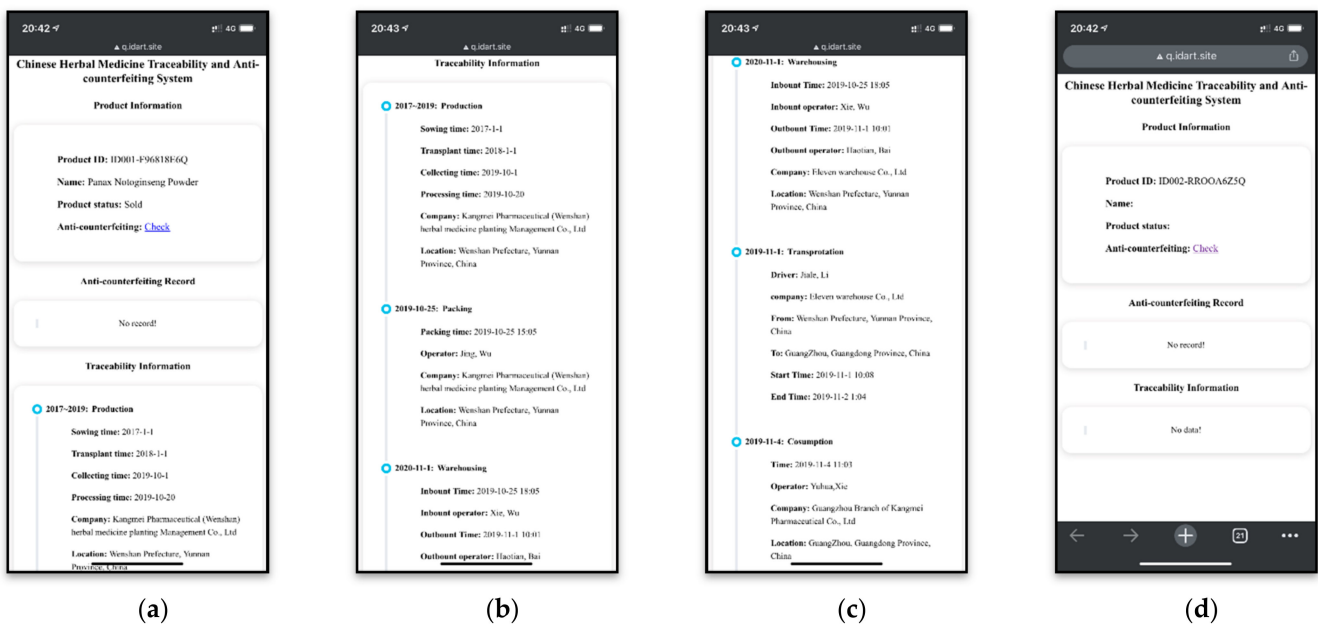 20:42
4G
q.idart.site
Chinese Herbal Medicine Traceability and Anti-
counterfeiting System
Product Information
Product ID: ID001-F96818E6Q
Name: Panax Notoginseng Powder
Product status: Sold
Anti-counterfeiting: Check
Anti-counterfeiting Record
No record!
Traceability Information
2017~2019: Production
Sowing time: 2017-1-1
Transplant time: 2018-1-1
Collecting time: 2019-10-1
Processing time: 2019-10-20
Company: Kangmei Pharmaceutical (Wenshan)
herbal medicine planting Management Co., Ltd
Location: Wenshan Prefecture, Yunnan
Province, China
(a)
20:43
4G
q.idart.site
Traceability Information
2017~2019: Production
Sowing time: 2017-1-1
Transplant time: 2018-1-1
Collecting time: 2019-10-1
Processing time: 2019-10-20
Company: Kangmei Pharmaceutical (Wenshan)
herbal medicine planting Management Co., Ltd
Location: Wenshan Prefecture, Yunnan
Province, China
2019-10-25: Packing
Packing time: 2019-10-25 15:05
Operator: Jing, Wu
Company: Kangmei Pharmaceutical (Wenshan)
herbal medicine planting Management Co., Ltd
Location: Wenshan Prefecture, Yunnan
Province, China
2020-11-1: Warehousing
Inbount Time: 2019-10-25 18:05
Inbount operator: Xie, Wu
Outbount Time: 2019-11-1 10:01
Outbount operator: Haotian, Bai
(b)
20:43
4G
q.idart.site
2020-11-1: Warehousing
Inbount Time: 2019-10-25 18:05
Inbount operator: Xie, Wu
Outbount Time: 2019-11-1 10:01
Outbount operator: Haotian, Bai
Company: Eleven warehouse Co., Ltd
Location: Wenshan Prefecture, Yunnan
Province, China
2019-11-1: Transprotation
Driver: Jiale, Li
company: Eleven warehouse Co., Ltd
From: Wenshan Prefecture, Yunnan Province,
China
To: GuangZhou, Guangdong Province, China
Start Time: 2019-11-1 10:08
End Time: 2019-11-2 1:04
2019-11-4: Cosumption
Time: 2019-11-4 11:03
Operator: Yuhua,Xie
Company: Guangzhou Branch of Kangmei
Pharmaceutical Co., Ltd
Location: GuangZhou, Guangdong Province,
China
(c)
20:42
4G
q.idart.site
Chinese Herbal Medicine Traceability and Anti-
counterfeiting System
Product Information
Product ID: ID002-RROOA6Z5Q
Name:
Product status:
Anti-counterfeiting: Check
Anti-counterfeiting Record
No record!
Traceability Information
No data!
21
(d)